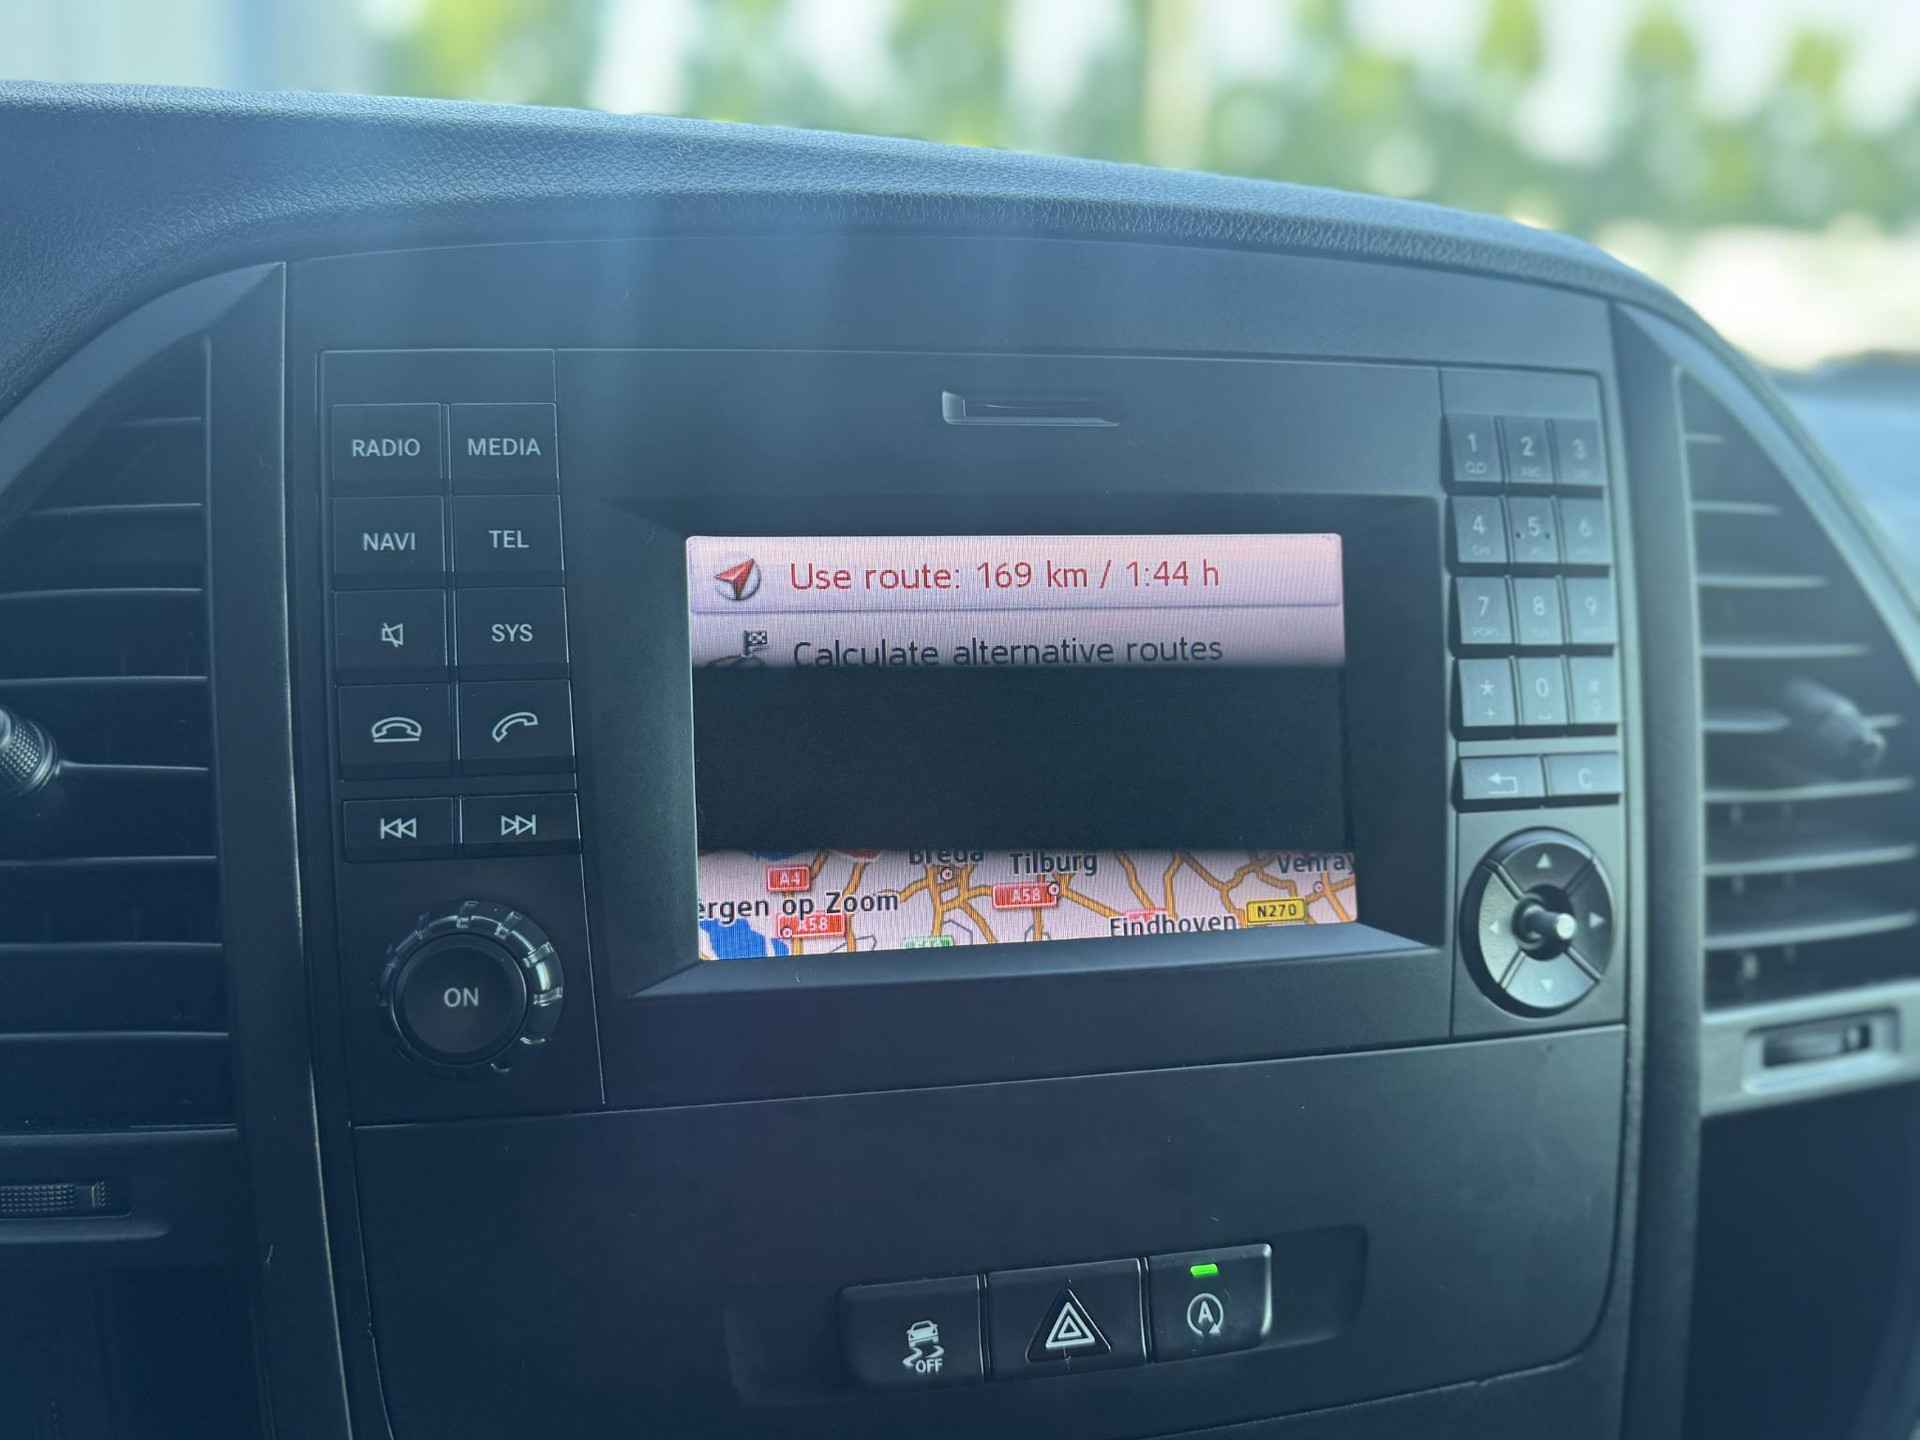 RADIO MEDIA
NAVI TEL
SYS
ON
Use route: 169 km / 1:44 h
Calculate alternative routes
Breda Tilburg Venray
A4
ergen op Zoom A58
A58 Eindhoven N270
1 2 3
4 5 6
7 8 9
* 0
C
OFF
A